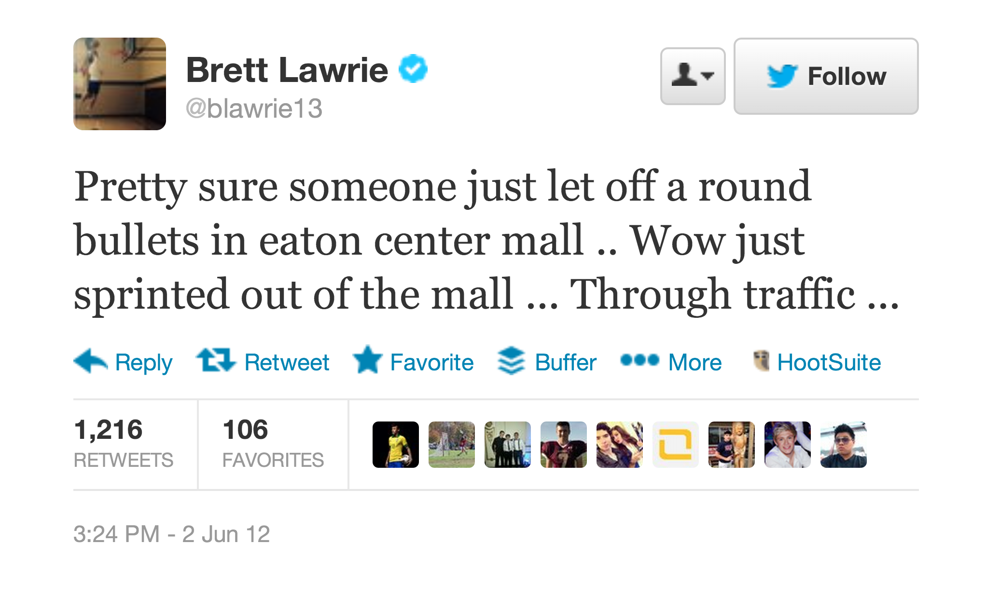 Brett Lawrie
@blawrie13
Follow
Pretty sure someone just let off a round
bullets in eaton center mall .. Wow just
sprinted out of the mall ... Through traffic ...
Reply Retweet Favorite Buffer More HootSuite
1,216 106
RETWEETS FAVORITES
3:24 PM - 2 Jun 12